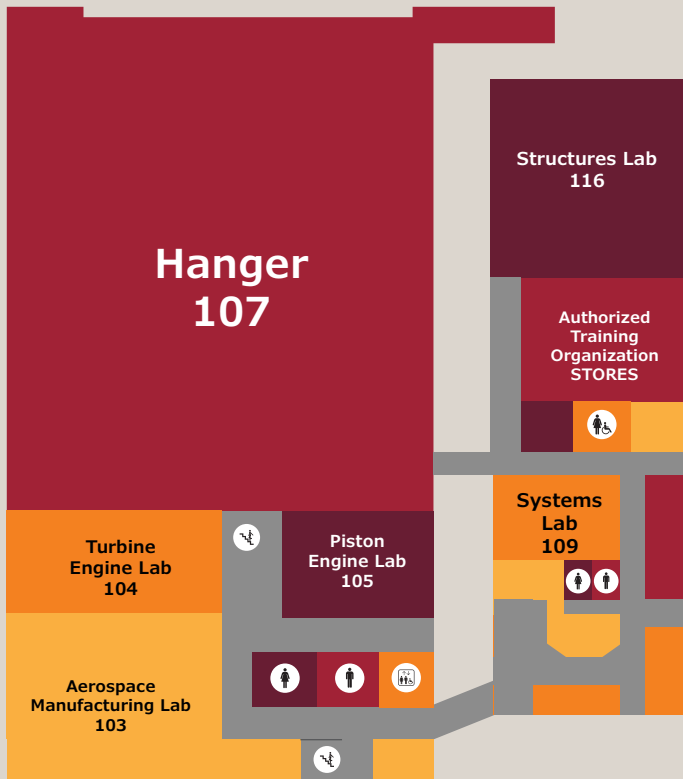 Hanger
107
Structures Lab
116
Authorized
Training
Organization
STORES
Systems
Lab
109
Turbine
Engine Lab
104
Piston
Engine Lab
105
Aerospace
Manufacturing Lab
103